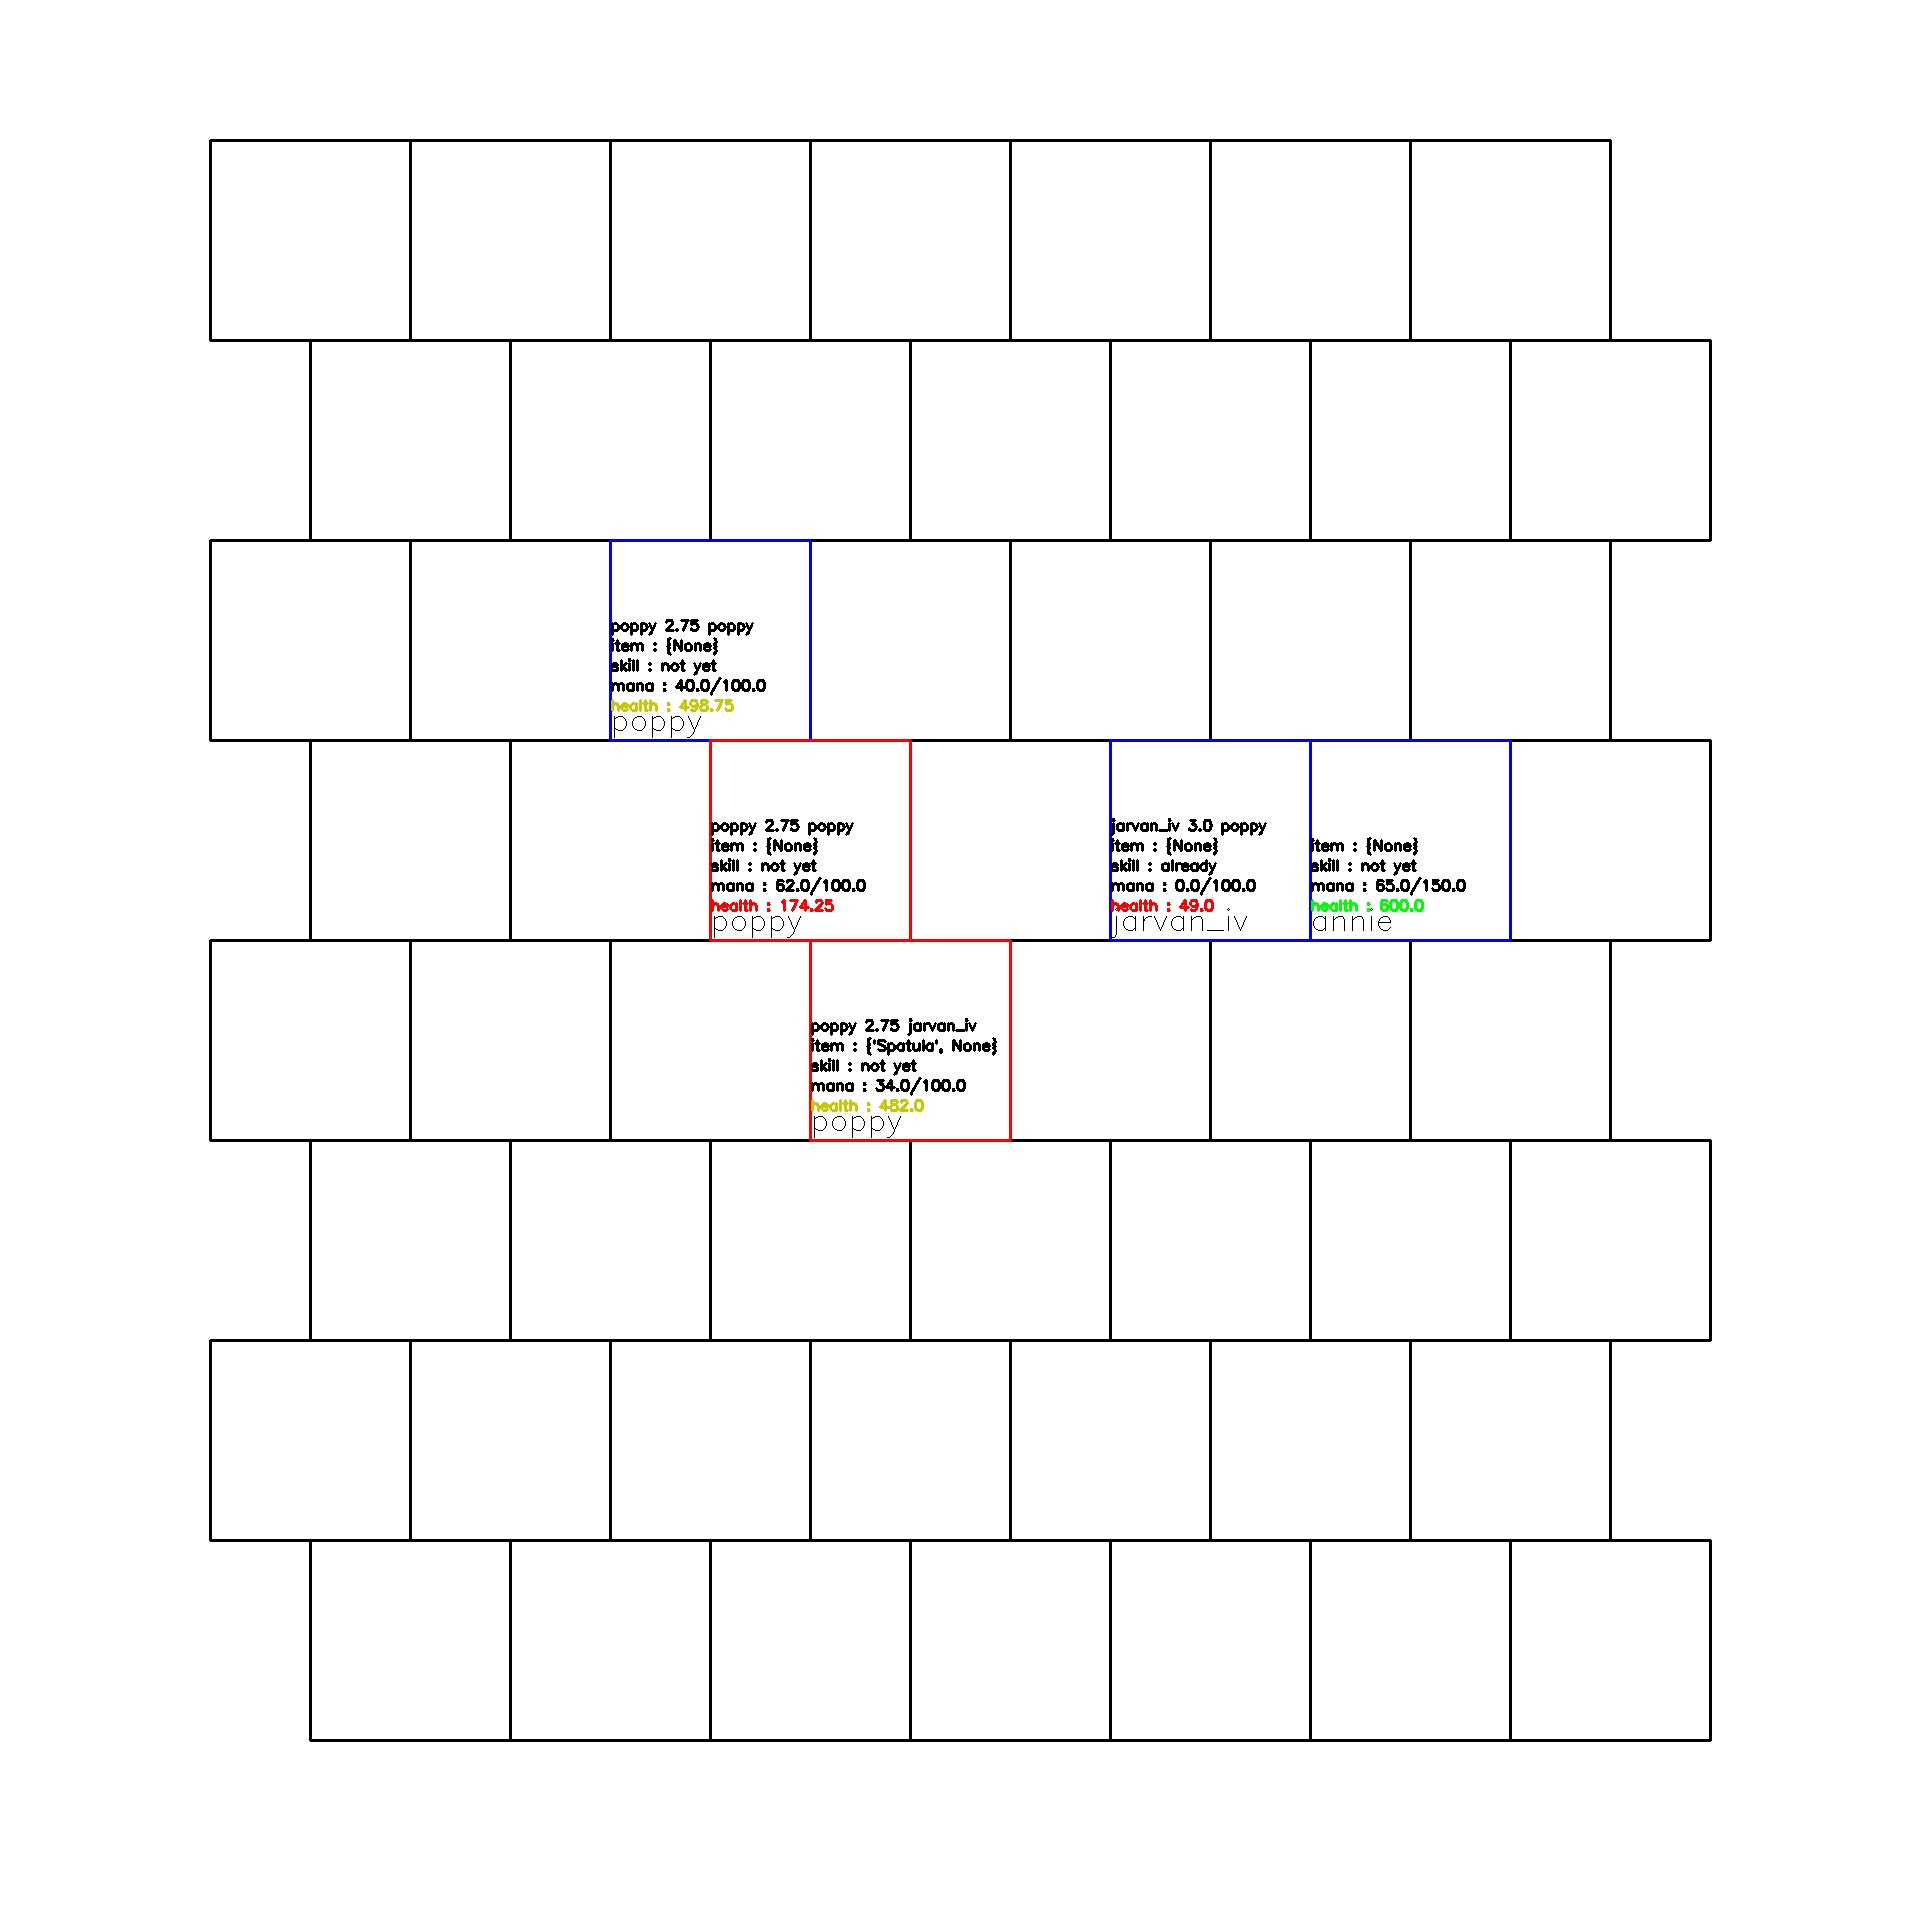 poppy 2.75 poppy
item : {None}
skill : not yet
mana : 40.0/100.0
health : 498.75
poppy
poppy 2.75 poppy
item : {None}
skill : not yet
mana : 62.0/100.0
health : 174.25
poppy
jarvan_iv 3.0 poppy
item : {None}
skill : already
mana : 0.0/100.0
health : 49.0
jarvan_iv
item : {None}
skill : not yet
mana : 65.0/150.0
health : 600.0
annie
poppy 2.75 jarvan_iv
item : {'Spatula', None}
skill : not yet
mana : 34.0/100.0
health : 482.0
poppy